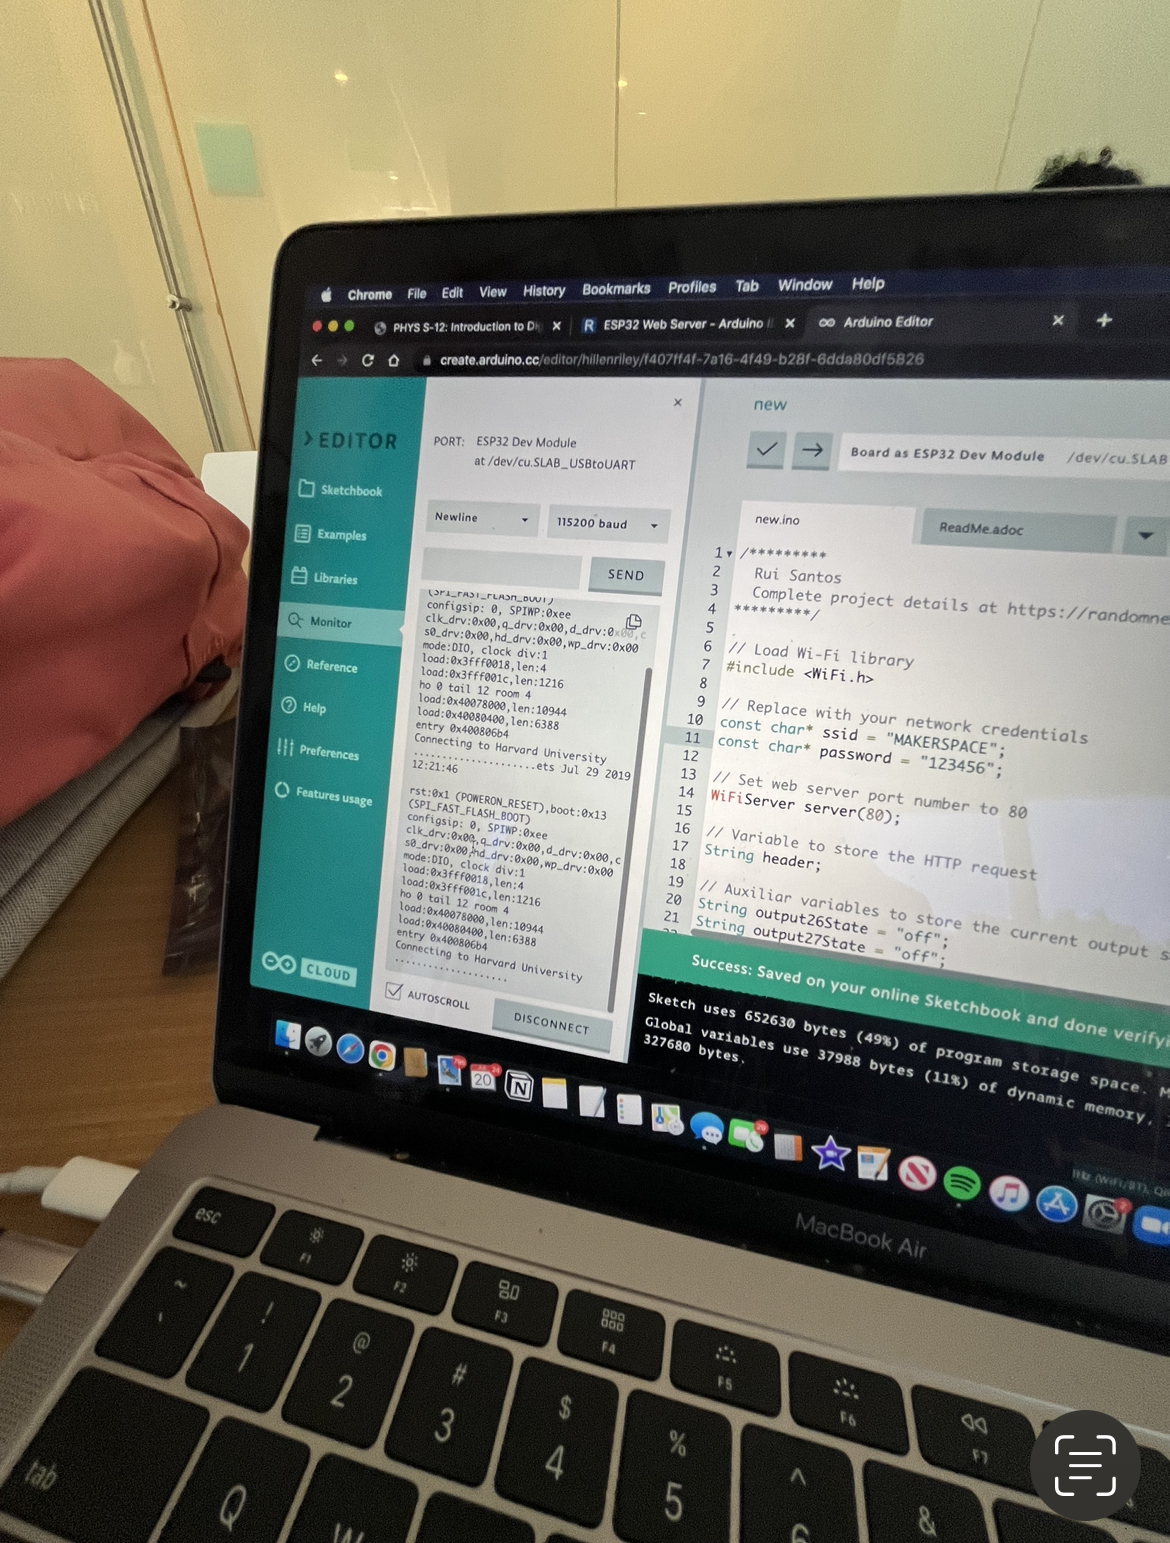 Chrome File Edit View History Bookmarks Profiles Tab Window Help
PHYS S-12: Introduction to Di
ESP32 Web Server - Arduino I
Arduino Editor
create.arduino.cc/editor/hillenriley/f407ff4f-7a16-4f49-b28f-6dda80df5826
EDITOR
Sketchbook
Examples
Libraries
Monitor
Reference
Help
Preferences
Features usage
CLOUD
PORT: ESP32 Dev Module
at /dev/cu.SLAB_USBtoUART
Newline
115200 baud
SEND
(SPI_FAST_FLASH_BOOT)
configsip: 0, SPIWP:0xee
clk_drv:0x00,q_drv:0x00,d_drv:0x00,c
s0_drv:0x00,hd_drv:0x00,wp_drv:0x00
mode:DIO, clock div:1
load:0x3fff0018,len:4
load:0x3fff001c,len:1216
ho 0 tail 12 room 4
load:0x40078000,len:10944
load:0x40080400,len:6388
entry 0x400806b4
Connecting to Harvard University
....................ets Jul 29 2019
12:21:46
rst:0x1 (POWERON_RESET),boot:0x13
(SPI_FAST_FLASH_BOOT)
configsip: 0, SPIWP:0xee
clk_drv:0x00,q_drv:0x00,d_drv:0x00,c
s0_drv:0x00,hd_drv:0x00,wp_drv:0x00
mode:DIO, clock div:1
load:0x3fff0018,len:4
load:0x3fff001c,len:1216
ho 0 tail 12 room 4
load:0x40078000,len:10944
load:0x40080400,len:6388
entry 0x400806b4
Connecting to Harvard University
...................
AUTOSCROLL
DISCONNECT
new
Board as ESP32 Dev Module /dev/cu.SLAB
new.ino
ReadMe.adoc
1 /*********
2 Rui Santos
3 Complete project details at https://randomne
4 *********/
5
6 // Load Wi-Fi library
7 #include <WiFi.h>
8
9 // Replace with your network credentials
10 const char* ssid = "MAKERSPACE";
11 const char* password = "123456";
12
13 // Set web server port number to 80
14 WiFiServer server(80);
15
16 // Variable to store the HTTP request
17 String header;
18
19 // Auxiliar variables to store the current output s
20 String output26State = "off";
21 String output27State = "off";
Success: Saved on your online Sketchbook and done verifyi
Sketch uses 652630 bytes (49%) of program storage space. M
Global variables use 37988 bytes (11%) of dynamic memory,
327680 bytes.
20
MacBook Air
esc
F1
F2
F3
F4
F5
F6
F7
~
!
1
@
2
#
3
$
4
%
5
^
6
&
tab
Q
W